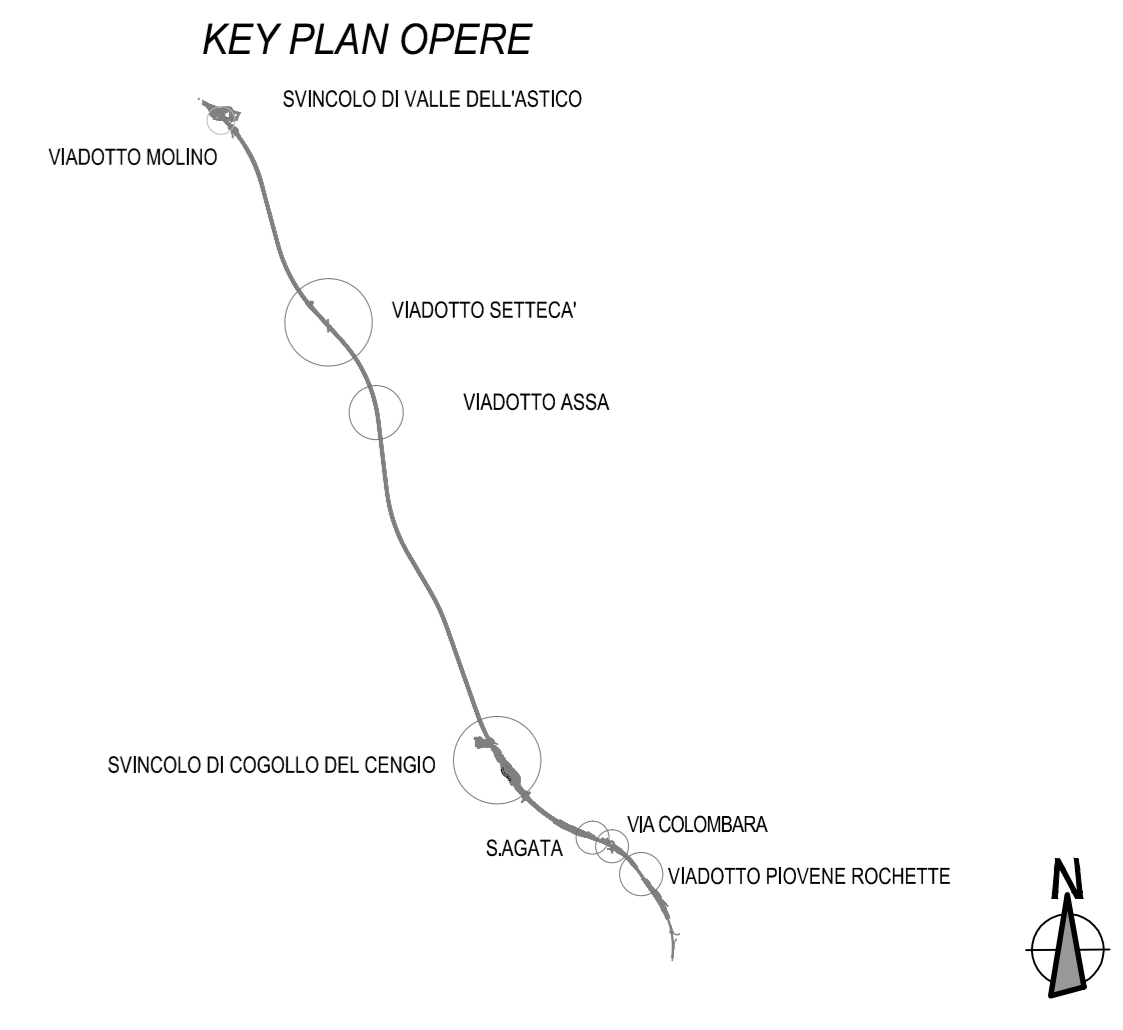 KEY PLAN OPERE
SVINCOLO DI VALLE DELL'ASTICO
VIADOTTO MOLINO
VIADOTTO SETTECA'
VIADOTTO ASSA
SVINCOLO DI COGOLLO DEL CENGIO
VIA COLOMBARA
S.AGATA
VIADOTTO PIOVENE ROCHETTE
N